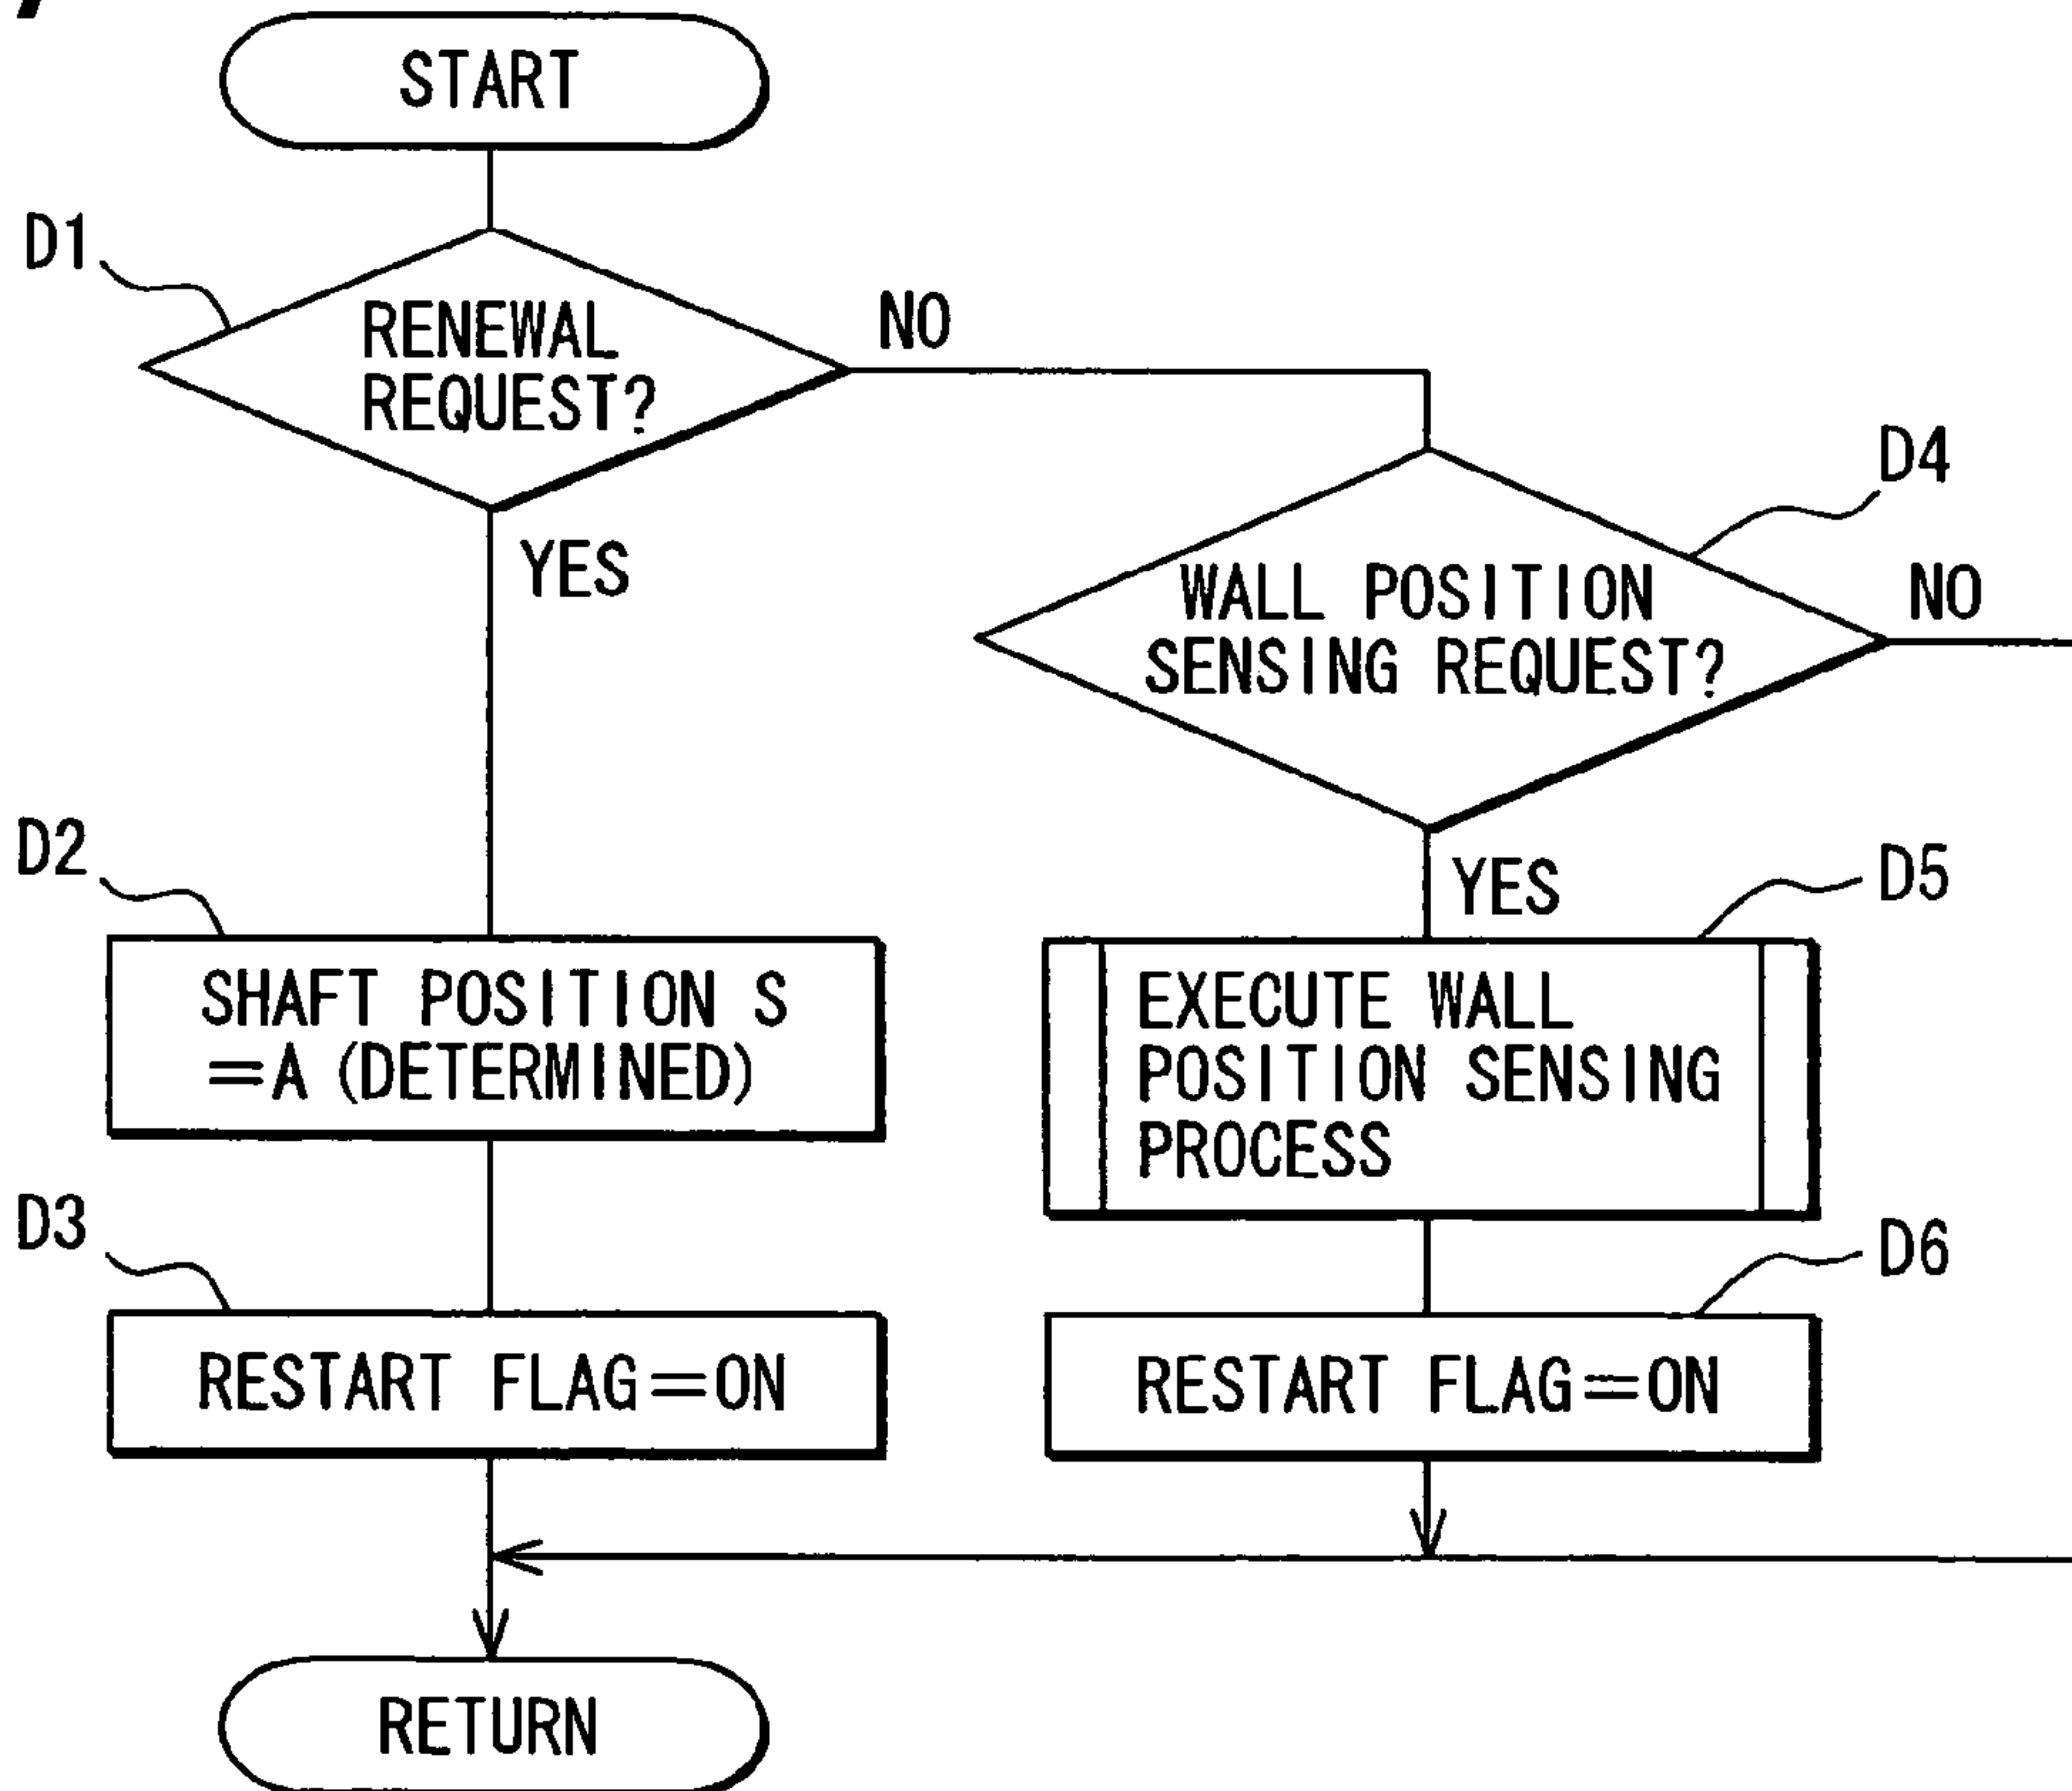 START
D1
RENEWAL
REQUEST?
NO
YES
D4
WALL POSITION
SENSING REQUEST?
NO
YES
D2
SHAFT POSITION S
=A (DETERMINED)
D5
EXECUTE WALL
POSITION SENSING
PROCESS
D3
RESTART FLAG=ON
D6
RESTART FLAG=ON
RETURN